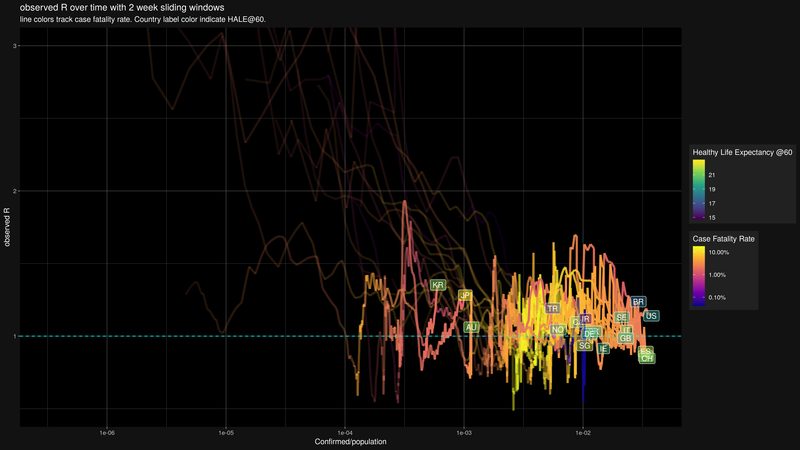 observed R over time with 2 week sliding windows
line colors track case fatality rate. Country label color indicate HALE@60.
observed R
3
2
1
KR
JP
AU
TR
NO
IR
DE
SG
IE
SE
IT
GB
BR
US
ES
CH
1e-06
1e-05
1e-04
1e-03
1e-02
Confirmed/population
Healthy Life Expectancy @60
21
19
17
15
Case Fatality Rate
10.00%
1.00%
0.10%